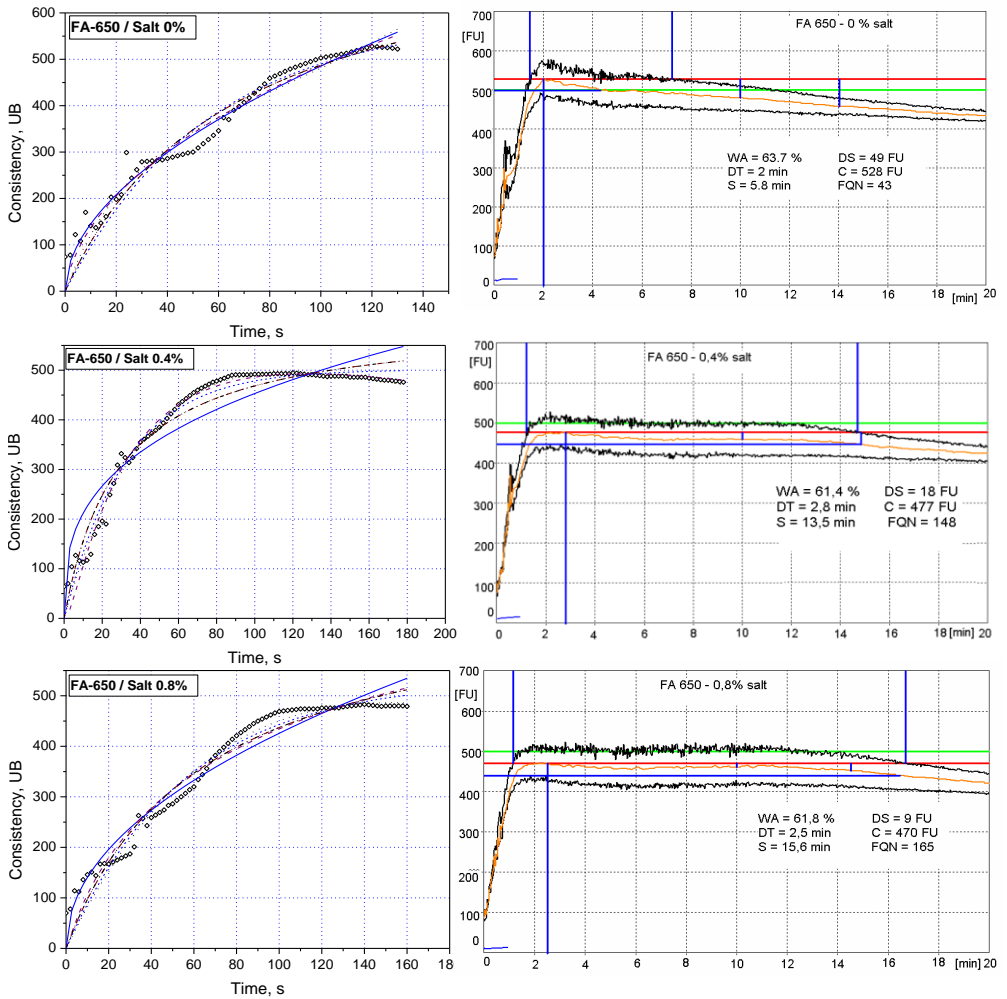 FA-650 / Salt 0%
Consistency, UB
600
500
400
300
200
100
0
0 20 40 60 80 100 120 140
Time, s
FA 650 - 0 % salt
[FU]
700
600
500
400
300
200
100
0
WA = 63.7 % DS = 49 FU
DT = 2 min C = 528 FU
S = 5.8 min FQN = 43
0 2 4 6 8 10 12 14 16 18 20
[min]
FA-650 / Salt 0.4%
Consistency, UB
500
400
300
200
100
0
0 20 40 60 80 100 120 140 160 180 200
Time, s
FA 650 - 0,4% salt
[FU]
700
600
500
400
300
200
100
0
WA = 61,4 % DS = 18 FU
DT = 2,8 min C = 477 FU
S = 13,5 min FQN = 148
0 2 4 6 8 10 12 14 16 18 [min] 20
FA-650 / Salt 0.8%
Consistency, UB
500
400
300
200
100
0
0 20 40 60 80 100 120 140 160 180
Time, s
FA 650 - 0,8% salt
[FU]
700
600
500
400
300
200
100
0
WA = 61,8 % DS = 9 FU
DT = 2,5 min C = 470 FU
S = 15,6 min FQN = 165
0 2 4 6 8 10 12 14 16 18 [min] 20